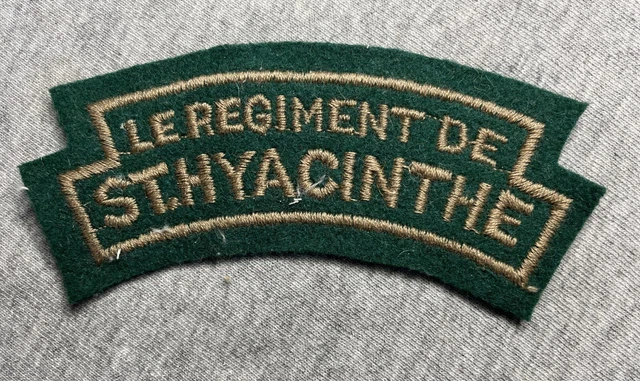 LE REGIMENT DE
ST.HYACINTHE